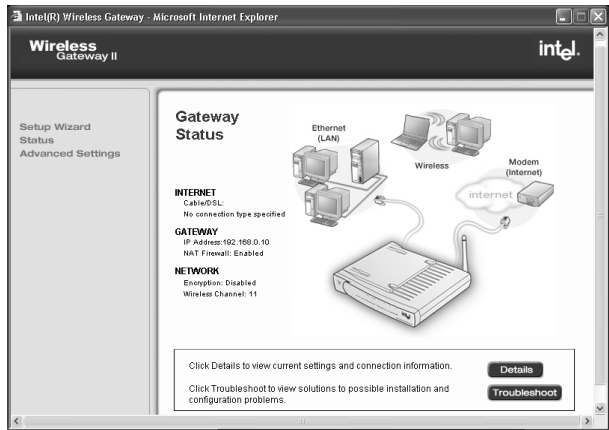 Intel(R) Wireless Gateway - Microsoft Internet Explorer
Wireless
Gateway II
intel.
Setup Wizard
Status
Advanced Settings
Gateway
Status
Ethernet
(LAN)
Wireless
Modem
(Internet)
internet
INTERNET
Cable/DSL:
No connection type specified
GATEWAY
IP Address:192.168.0.10
NAT Firewall: Enabled
NETWORK
Encryption: Disabled
Wireless Channel: 11
Click Details to view current settings and connection information.
Details
Click Troubleshoot to view solutions to possible installation and
configuration problems.
Troubleshoot